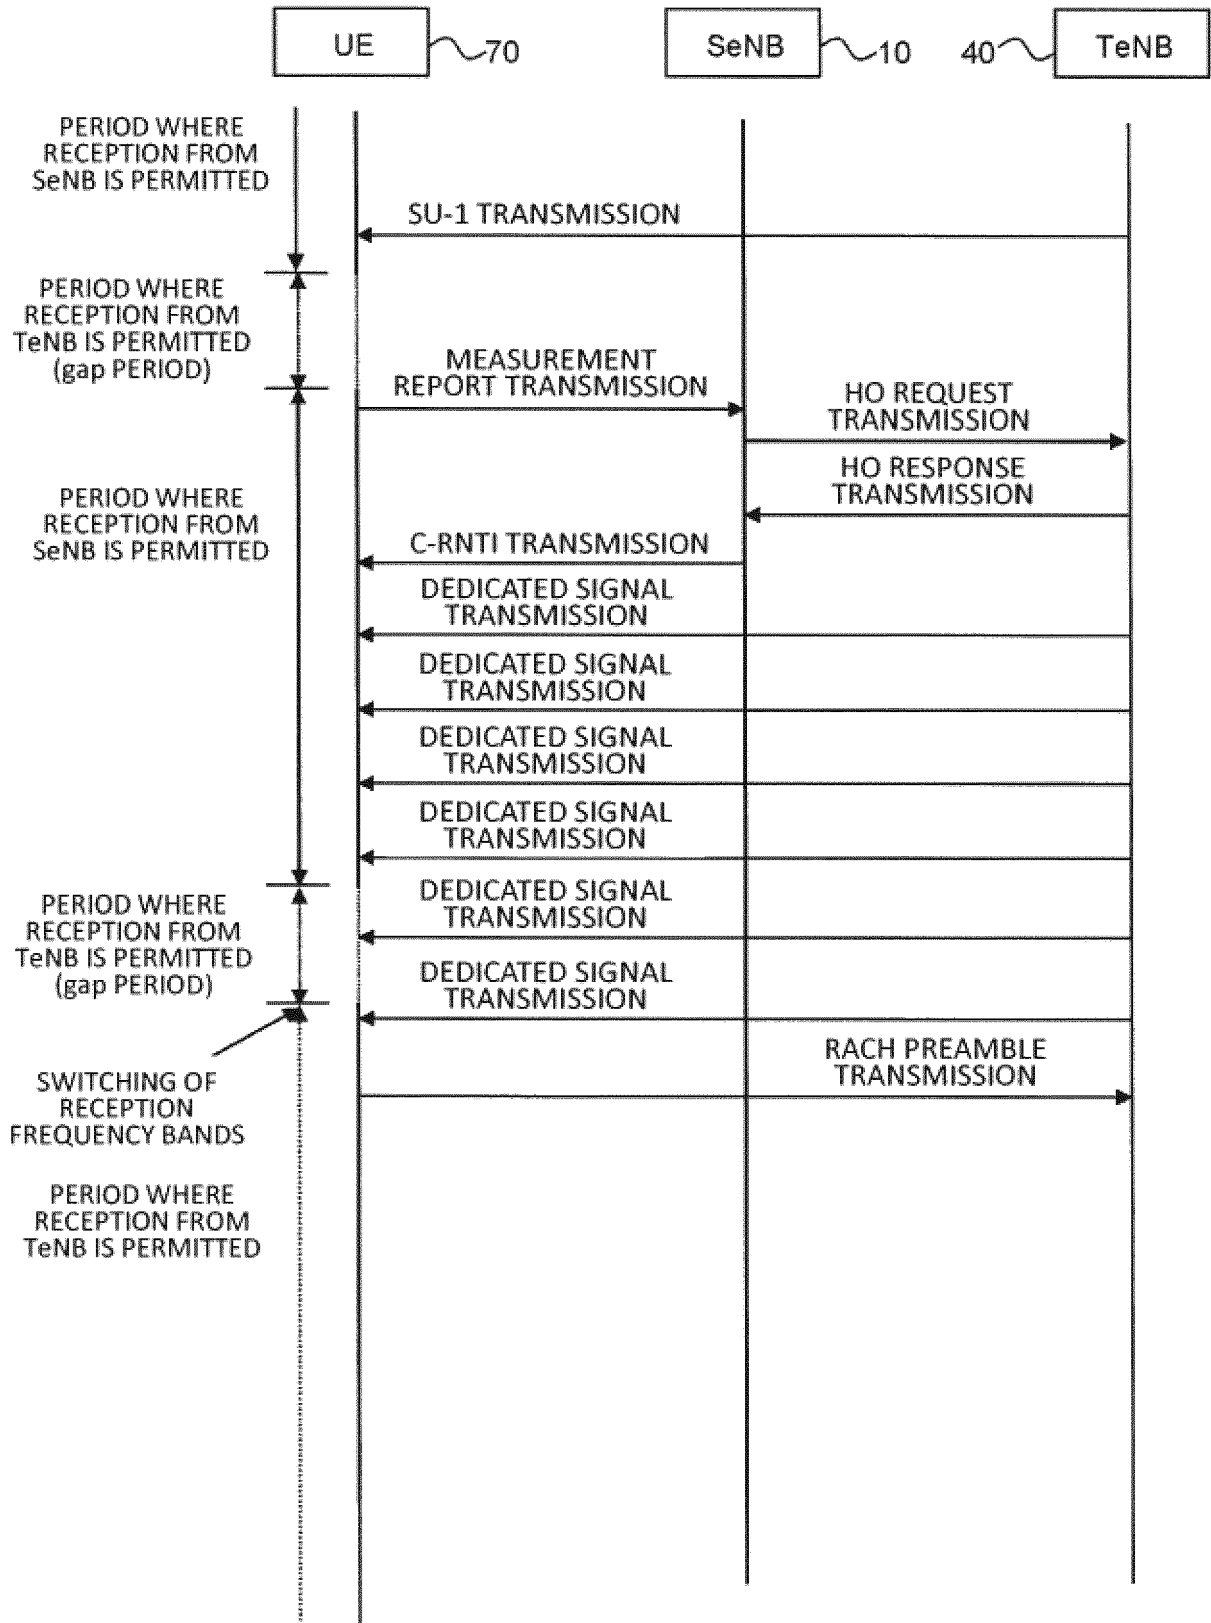 UE
70
SeNB
10
40
TeNB
PERIOD WHERE
RECEPTION FROM
SeNB IS PERMITTED
SU-1 TRANSMISSION
PERIOD WHERE
RECEPTION FROM
TeNB IS PERMITTED
(gap PERIOD)
MEASUREMENT
REPORT TRANSMISSION
HO REQUEST
TRANSMISSION
HO RESPONSE
TRANSMISSION
PERIOD WHERE
RECEPTION FROM
SeNB IS PERMITTED
C-RNTI TRANSMISSION
DEDICATED SIGNAL
TRANSMISSION
DEDICATED SIGNAL
TRANSMISSION
DEDICATED SIGNAL
TRANSMISSION
DEDICATED SIGNAL
TRANSMISSION
PERIOD WHERE
RECEPTION FROM
TeNB IS PERMITTED
(gap PERIOD)
DEDICATED SIGNAL
TRANSMISSION
DEDICATED SIGNAL
TRANSMISSION
RACH PREAMBLE
TRANSMISSION
SWITCHING OF
RECEPTION
FREQUENCY BANDS
PERIOD WHERE
RECEPTION FROM
TeNB IS PERMITTED